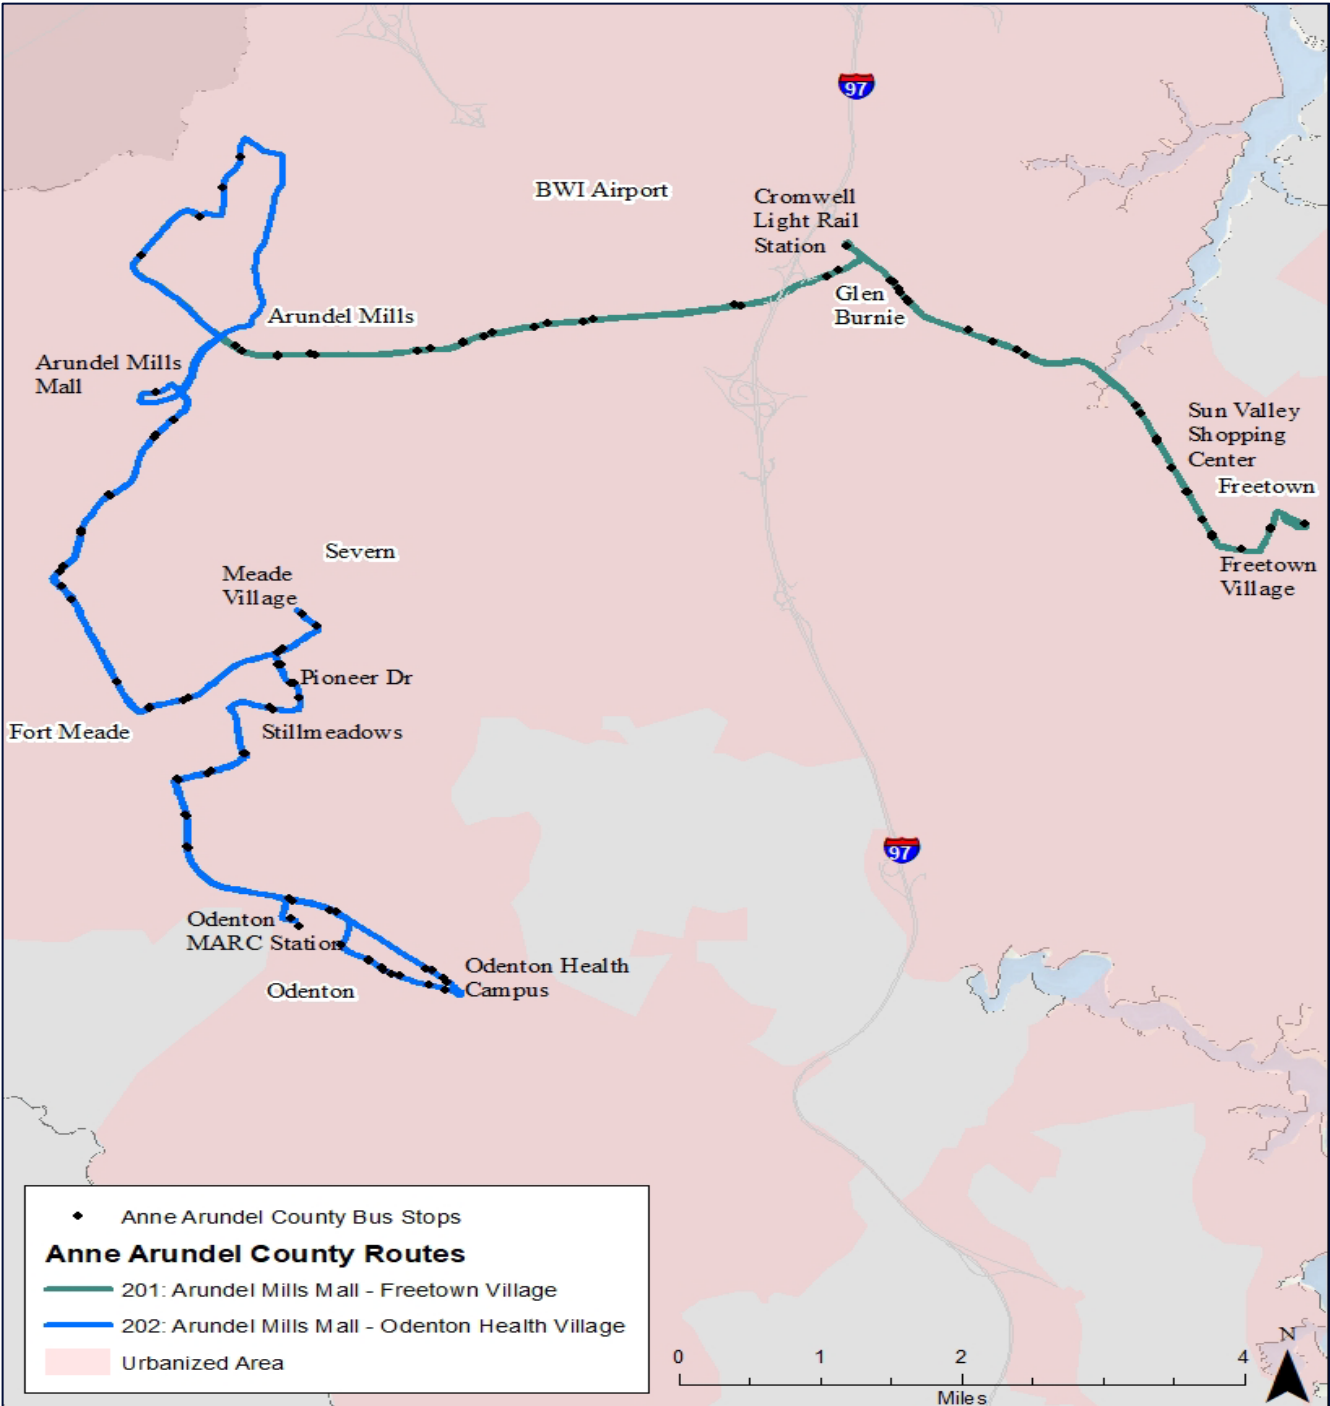 97
BWI Airport
Cromwell
Light Rail
Station
Glen
Burnie
Arundel Mills
Arundel Mills
Mall
Sun Valley
Shopping
Center
Freetown
Freetown
Village
Severn
Meade
Village
Pioneer Dr
Fort Meade
Stillmeadows
97
Odenton
MARC Station
Odenton Health
Campus
Odenton
Anne Arundel County Bus Stops
Anne Arundel County Routes
201: Arundel Mills Mall - Freetown Village
202: Arundel Mills Mall - Odenton Health Village
Urbanized Area
0 1 2 4
Miles
N